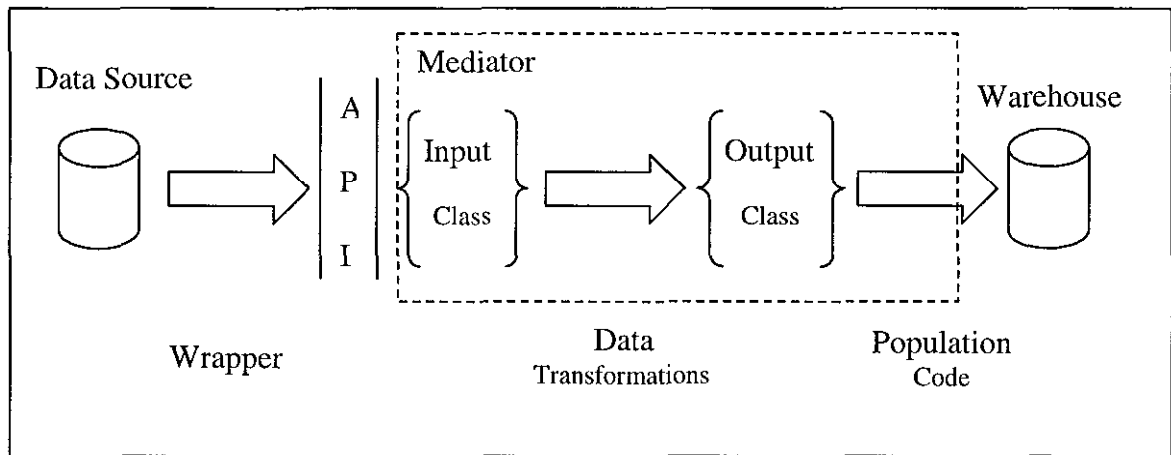 Mediator
Data Source
Warehouse
A
P
I
Input
Class
Output
Class
Wrapper
Data
Transformations
Population
Code